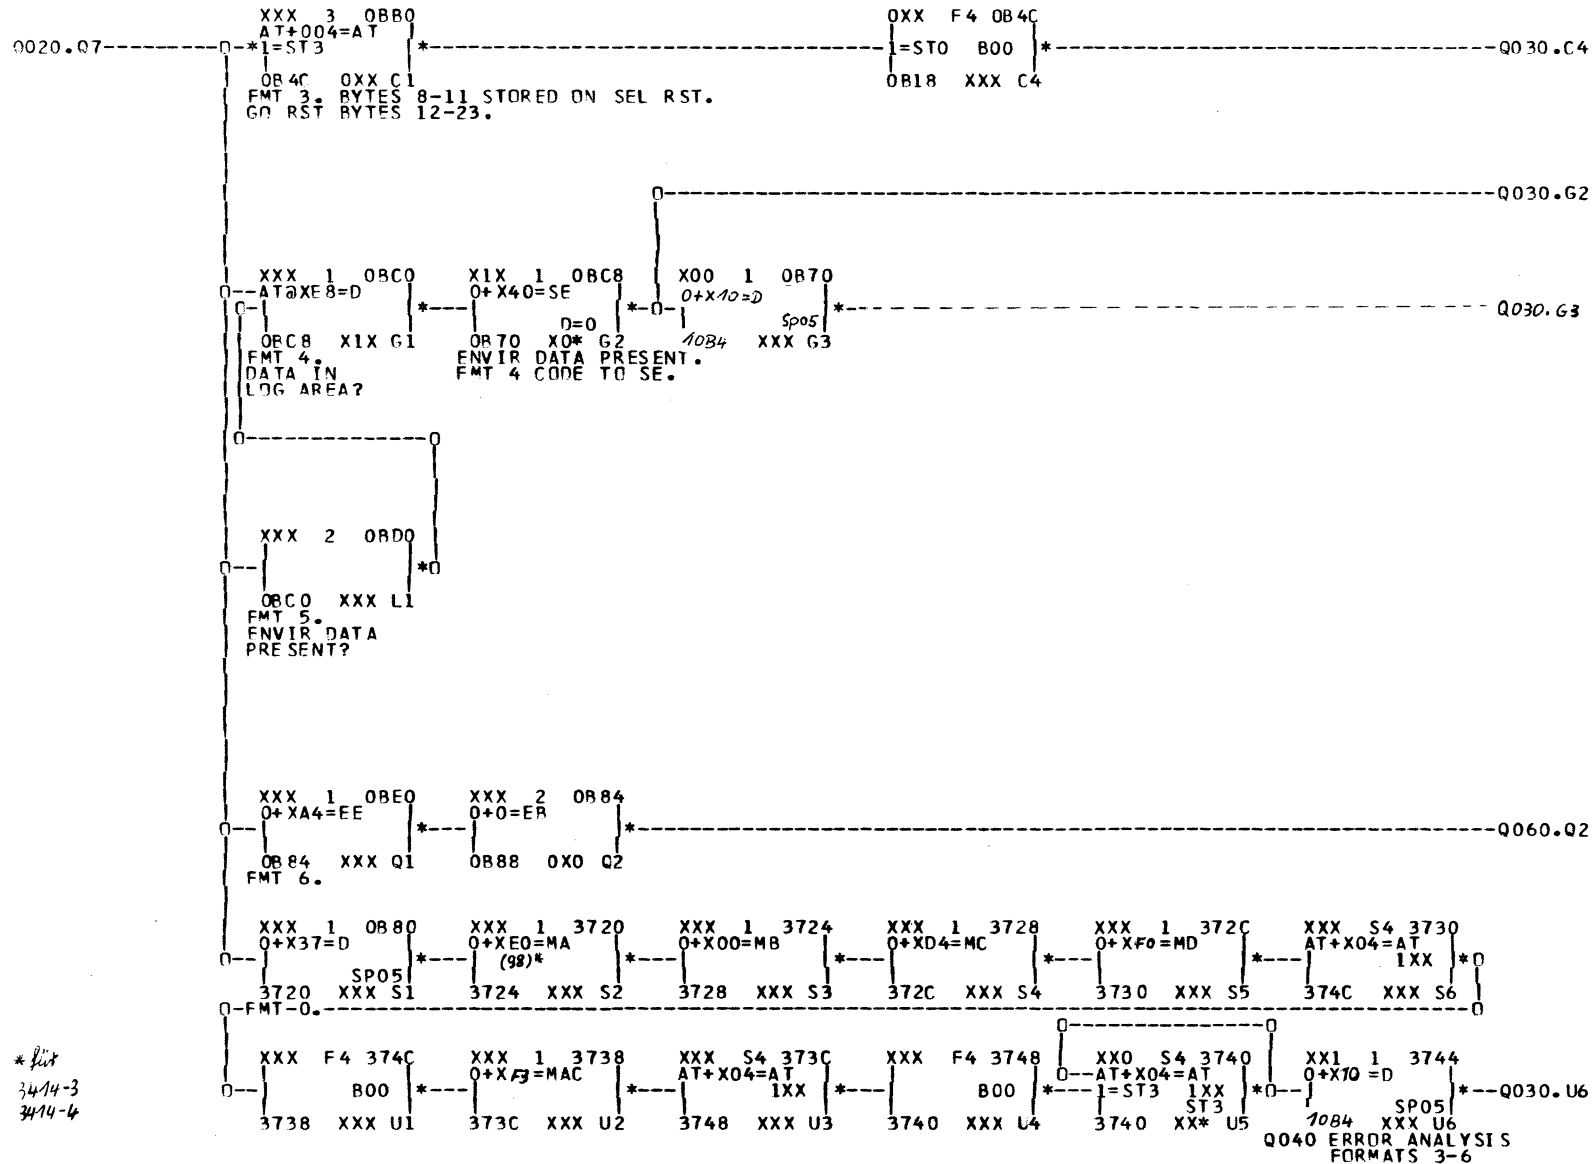 XXX 3 0BB0
0XX F4 0B4C
AT+004=AT
Q020.Q7
*1=ST3 *
1=ST0 B00 *
Q030.C4
0B4C 0XX C1
0B18 XXX C4
FMT 3. BYTES 8-11 STORED ON SEL RST.
GO RST BYTES 12-23.
Q030.G2
XXX 1 0BC0
X1X 1 0BC8
X00 1 0B70
AT@XE8=D *
0+X40=SE *
0+X10=D *
Q030.G3
D=0
SP05
0BC8 X1X G1
0B70 X0* G2
10B4 XXX G3
FMT 4.
DATA IN
LOG AREA?
ENVIR DATA PRESENT.
FMT 4 CODE TO SE.
XXX 2 0BD0
*
0BC0 XXX L1
FMT 5.
ENVIR DATA
PRESENT?
XXX 1 0BE0
XXX 2 0B84
0+XA4=EE *
0+0=EB *
Q060.Q2
0B84 XXX Q1
0B88 0X0 Q2
FMT 6.
XXX 1 0B80
XXX 1 3720
XXX 1 3724
XXX 1 3728
XXX 1 372C
XXX S4 3730
0+X37=D *
0+XE0=MA *
0+X00=MB *
0+XD4=MC *
0+XF0=MD *
AT+X04=AT
(98)*
1XX *
SP05
3720 XXX S1
3724 XXX S2
3728 XXX S3
372C XXX S4
3730 XXX S5
374C XXX S6
FMT-0.
XXX F4 374C
XXX 1 3738
XXX S4 373C
XXX F4 3748
XX0 S4 3740
XX1 1 3744
0+XF3=MAC
AT+X04=AT
AT+X04=AT
0+X10=D
B00 *
*
1XX *
B00 *
1=ST3 1XX *
*
Q030.U6
ST3
SP05
3738 XXX U1
373C XXX U2
3748 XXX U3
3740 XXX U4
3740 XX* U5
10B4 XXX U6
* für
3414-3
3414-4
Q040 ERROR ANALYSIS
FORMATS 3-6